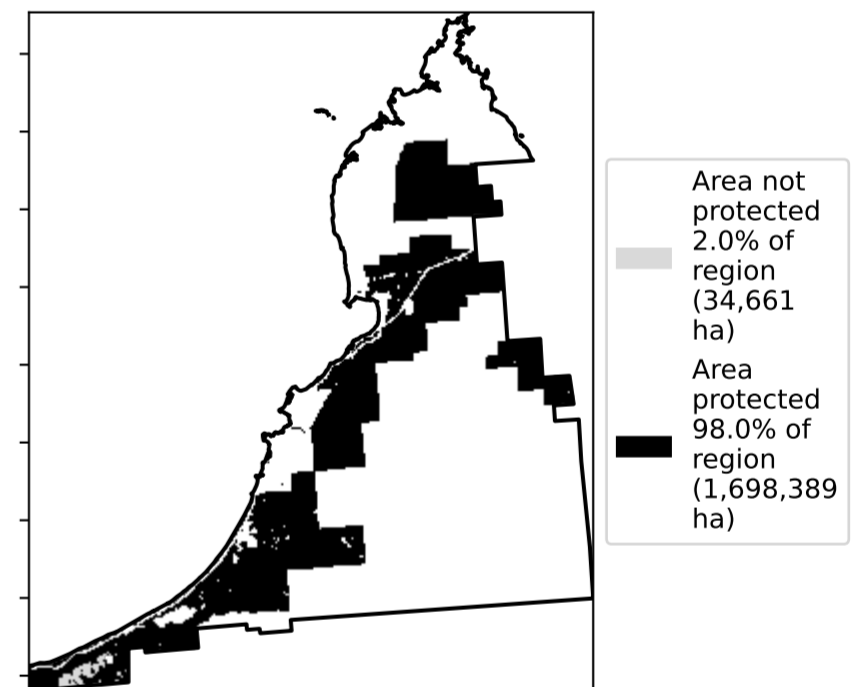 Area not
protected
2.0% of
region
(34,661
ha)
Area
protected
98.0% of
region
(1,698,389
ha)